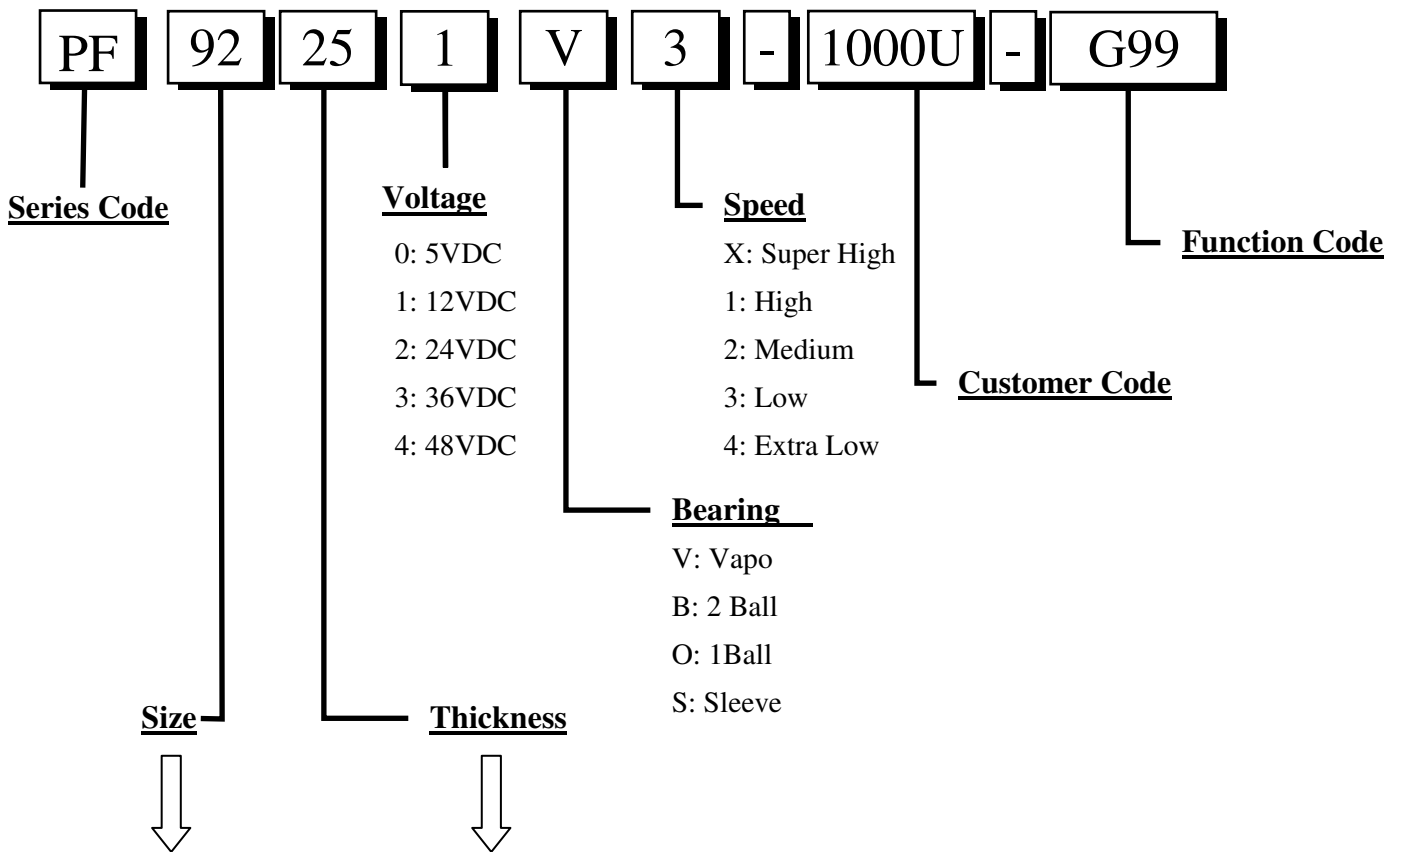 PF 92 25 1 V 3 - 1000U - G99
Series Code
Voltage
0: 5VDC
1: 12VDC
2: 24VDC
3: 36VDC
4: 48VDC
Speed
X: Super High
1: High
2: Medium
3: Low
4: Extra Low
Function Code
Customer Code
Bearing
V: Vapo
B: 2 Ball
O: 1Ball
S: Sleeve
Size
Thickness